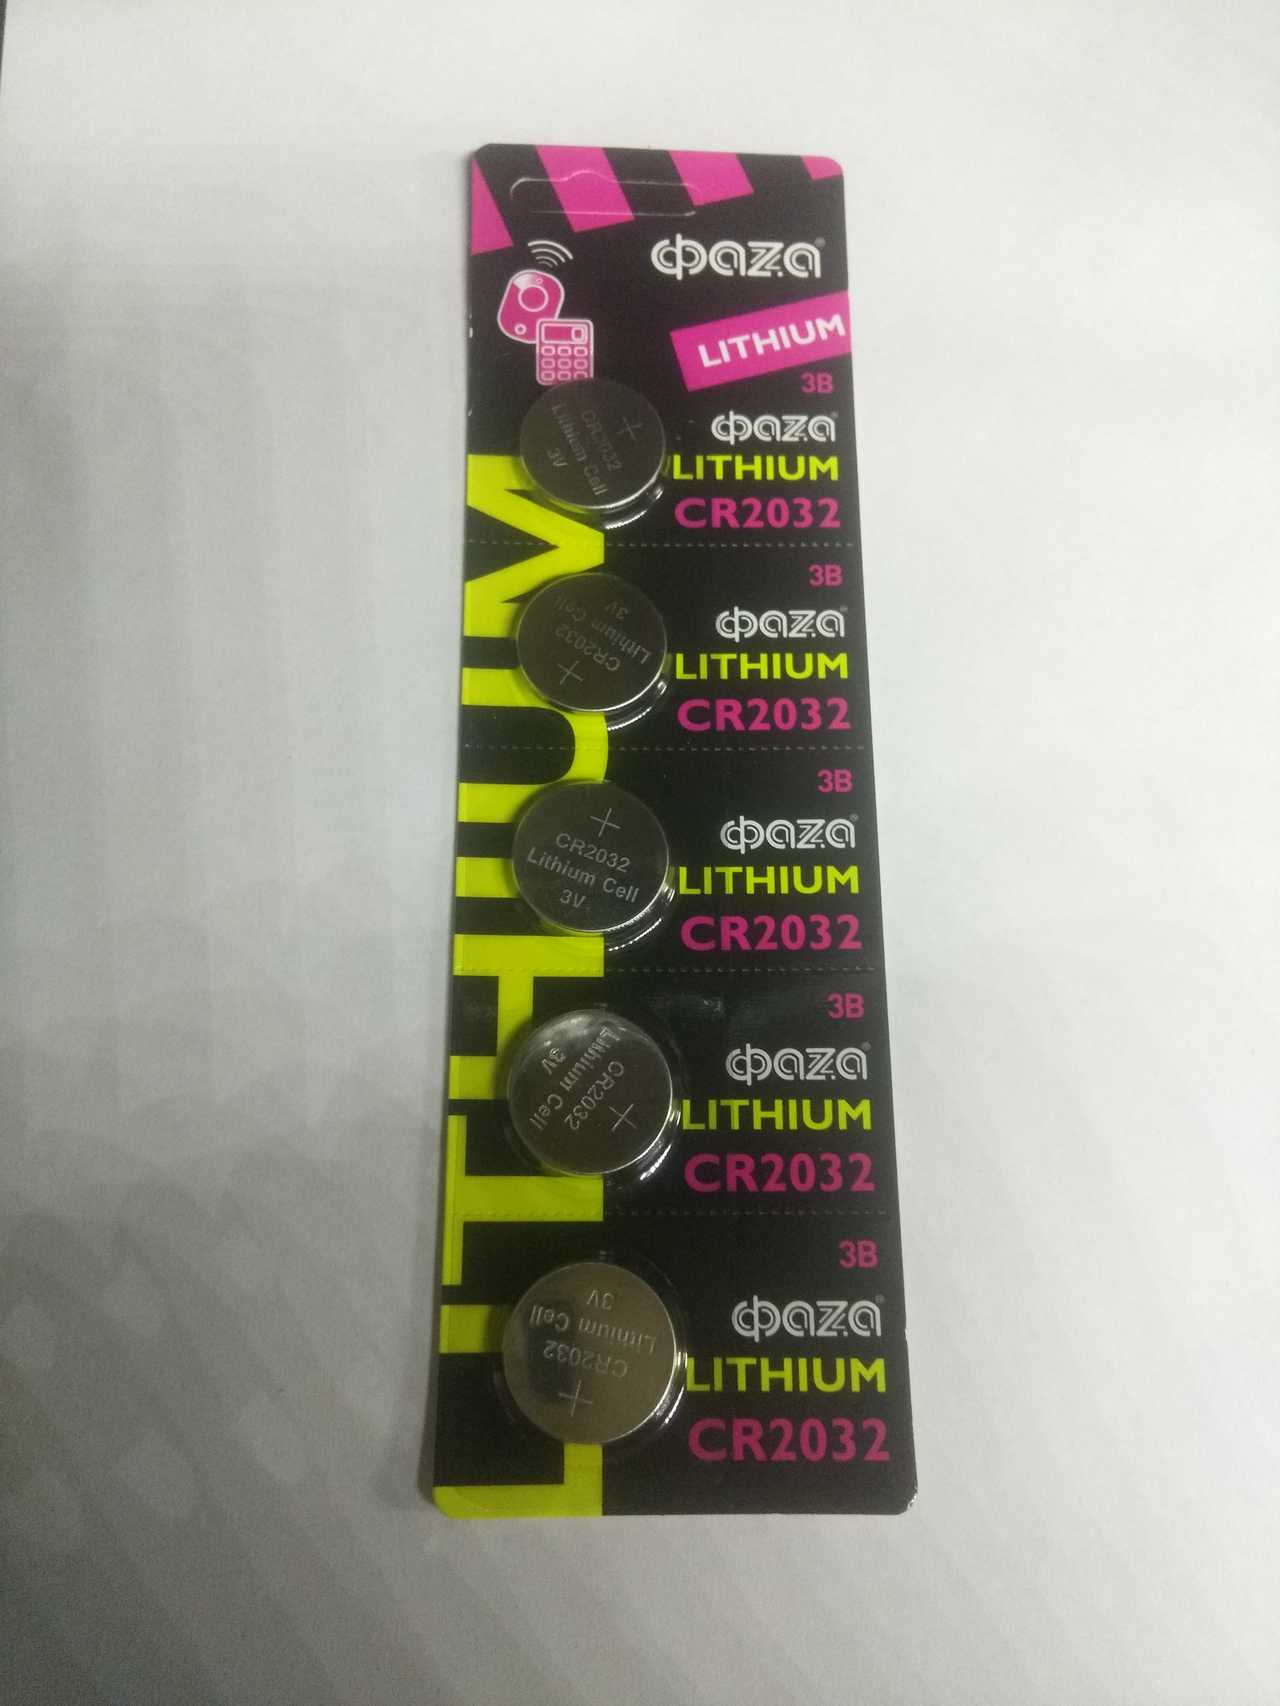 фаzа®
LITHIUM
3В
фаzа®
LITHIUM
CR2032
+
CR2032
Lithium Cell
3V
3В
фаzа®
LITHIUM
CR2032
+
CR2032
Lithium Cell
3V
3В
фаzа®
LITHIUM
CR2032
+
CR2032
Lithium Cell
3V
3В
фаzа®
LITHIUM
CR2032
+
CR2032
Lithium Cell
3V
3В
фаzа®
LITHIUM
CR2032
+
CR2032
Lithium Cell
3V
LITHIUM